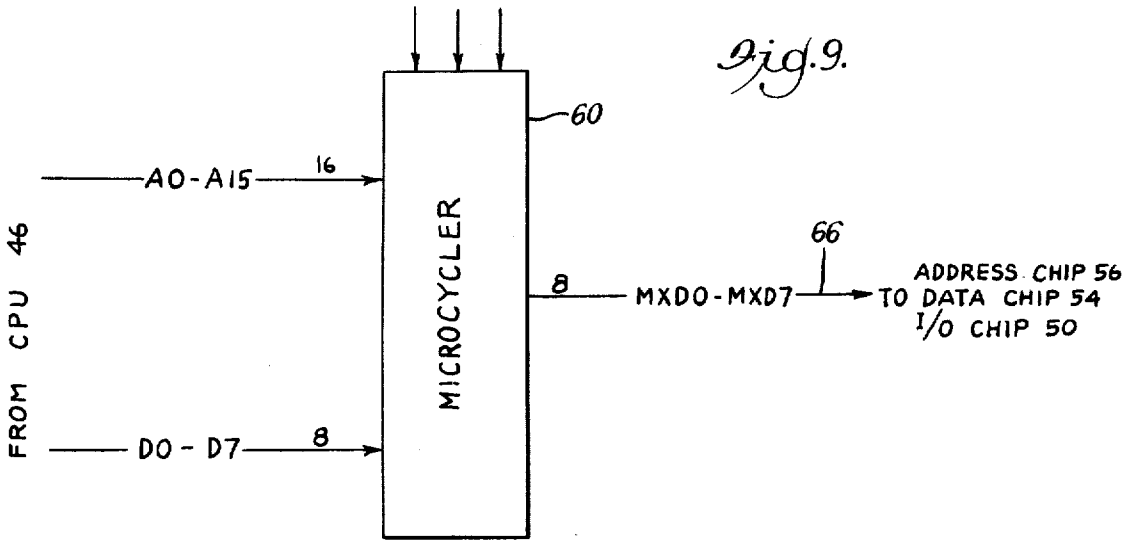 Fig. 9.
60
A0-A15
16
FROM CPU 46
MICROCYCLER
66
8
MXD0-MXD7
ADDRESS CHIP 56
TO DATA CHIP 54
I/O CHIP 50
D0-D7
8